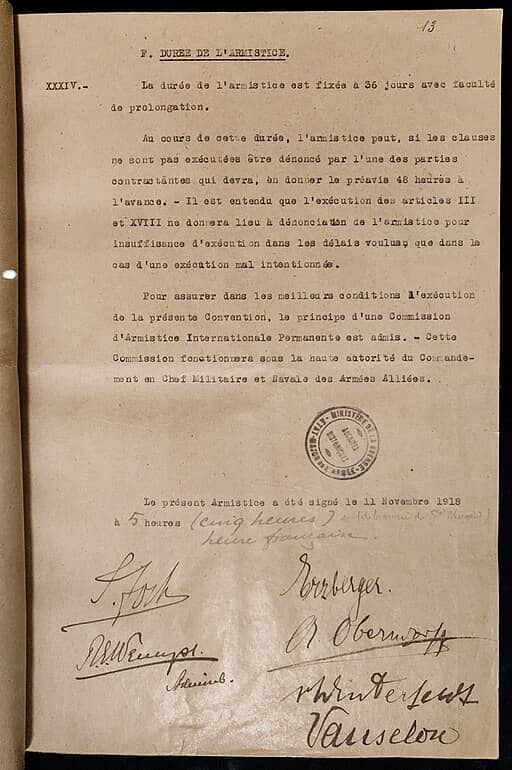 13
F. DUREE DE L'ARMISTICE.
XXXIV.- La durée de l'armistice est fixée à 36 jours avec faculté
de prolongation.
Au cours de cette durée, l'armistice peut, si les clauses
ne sont pas exécutées être dénoncé par l'une des parties
contractantes qui devra, en donner le préavis 48 heures à
l'avance. - Il est entendu que l'exécution des articles III
et XVIII ne donnera lieu à dénonciation de l'armistice pour
insuffisance d'exécution dans les délais voulus, que dans le
cas d'une exécution mal intentionnée.
Pour assurer dans les meilleurs conditions l'exécution
de la présente Convention, le principe d'une Commission
d'Armistice Internationale Permanente est admis. - Cette
Commission fonctionnera sous la haute autorité du Commande-
ment en Chef Militaire et Navale des Armées Alliées.
MINISTÈRE DE LA GUERRE
Le présent Armistice a été signé le 11 Novembre 1918
à 5 heures (cinq heures)
heure française.
F. Foch
Erzberger.
R.E.Wemyss.
A Oberndorff
Admiral.
v Winterfeldt
Vanselow